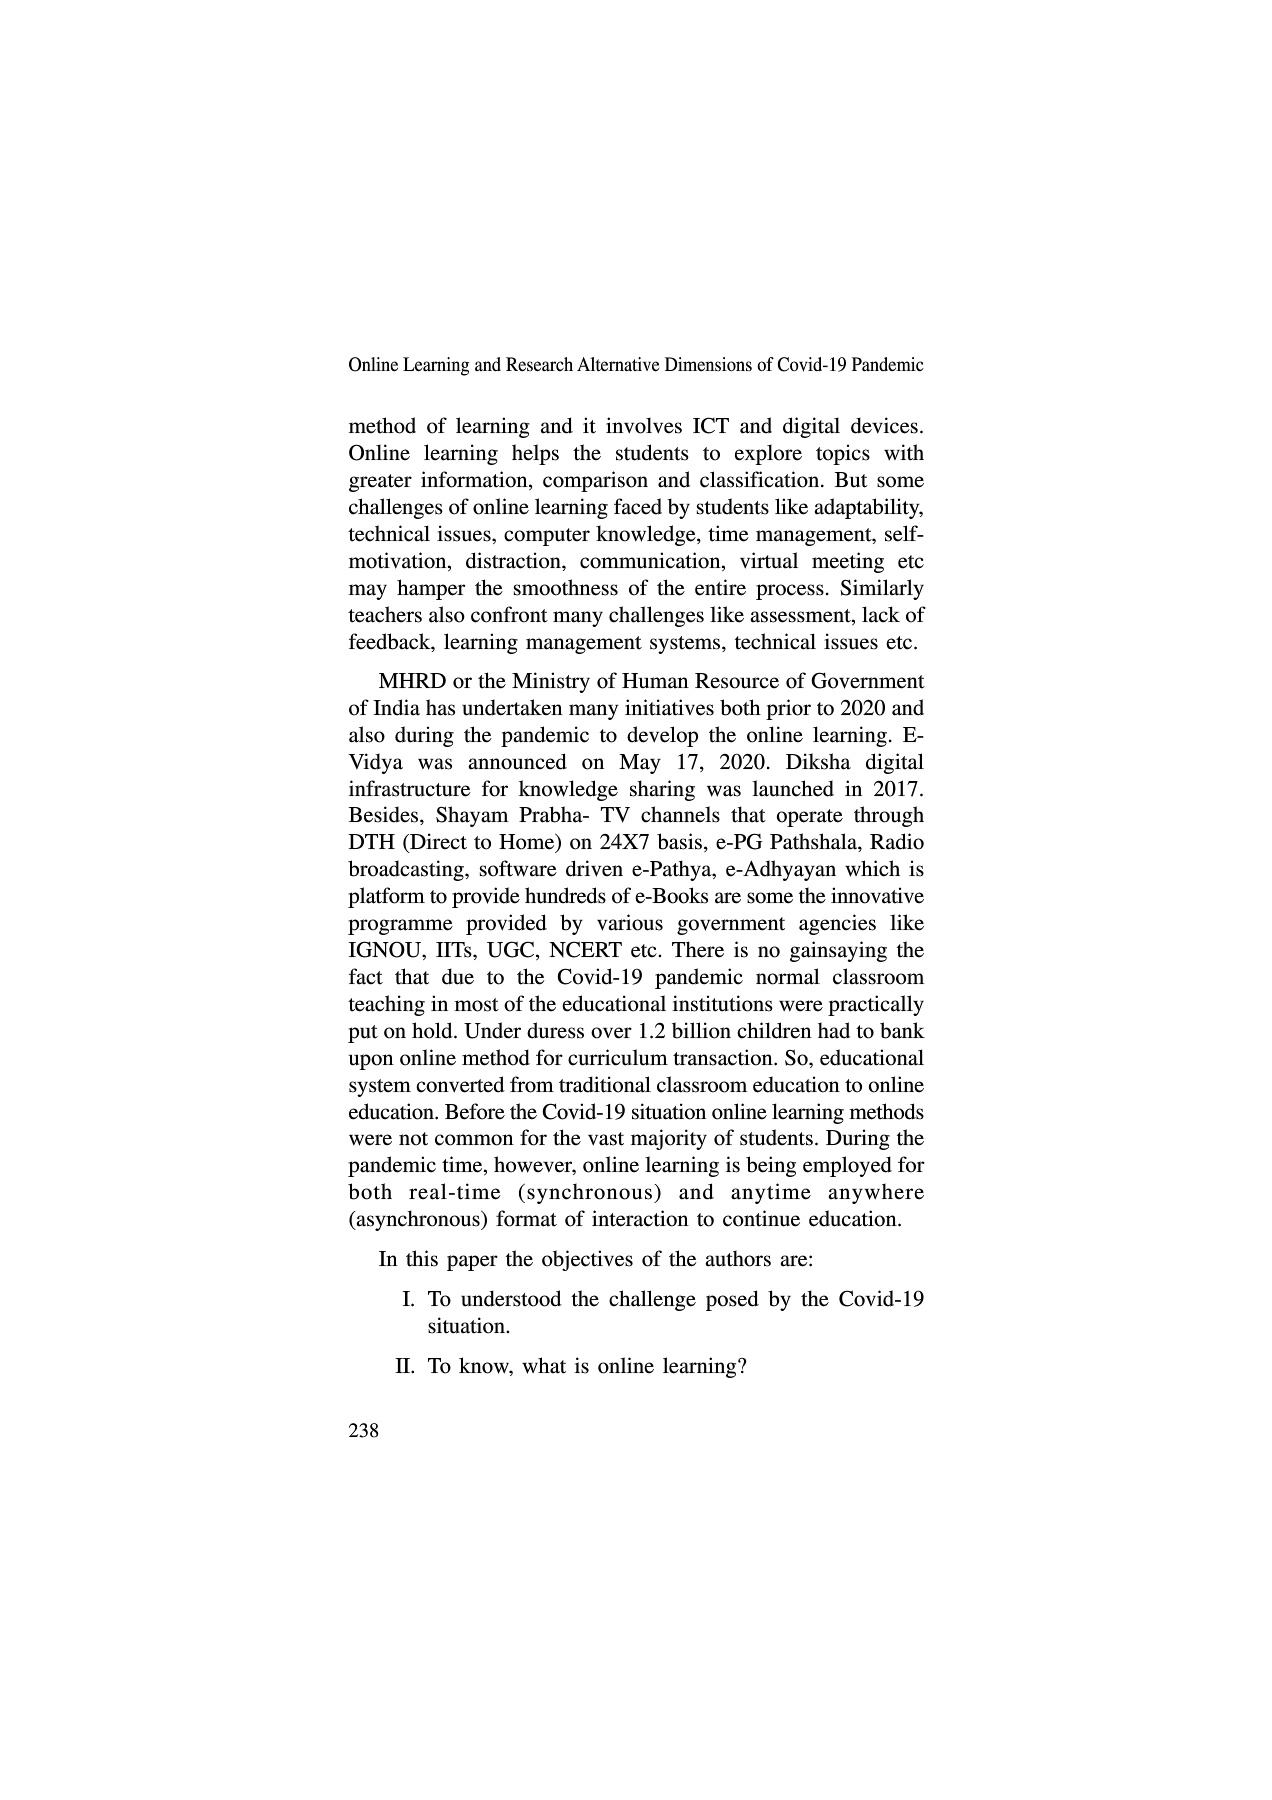 Online Learning and Research Alternative Dimensions of Covid-19 Pandemic
method of learning and it involves ICT and digital devices.
Online learning helps the students to explore topics with
greater information, comparison and classification. But some
challenges of online learning faced by students like adaptability,
technical issues, computer knowledge, time management, self-
motivation, distraction, communication, virtual meeting etc
may hamper the smoothness of the entire process. Similarly
teachers also confront many challenges like assessment, lack of
feedback, learning management systems, technical issues etc.
MHRD or the Ministry of Human Resource of Government
of India has undertaken many initiatives both prior to 2020 and
also during the pandemic to develop the online learning. E-
Vidya was announced on May 17, 2020. Diksha digital
infrastructure for knowledge sharing was launched in 2017.
Besides, Shayam Prabha- TV channels that operate through
DTH (Direct to Home) on 24X7 basis, e-PG Pathshala, Radio
broadcasting, software driven e-Pathya, e-Adhyayan which is
platform to provide hundreds of e-Books are some the innovative
programme provided by various government agencies like
IGNOU, IITs, UGC, NCERT etc. There is no gainsaying the
fact that due to the Covid-19 pandemic normal classroom
teaching in most of the educational institutions were practically
put on hold. Under duress over 1.2 billion children had to bank
upon online method for curriculum transaction. So, educational
system converted from traditional classroom education to online
education. Before the Covid-19 situation online learning methods
were not common for the vast majority of students. During the
pandemic time, however, online learning is being employed for
both real-time (synchronous) and anytime anywhere
(asynchronous) format of interaction to continue education.
In this paper the objectives of the authors are:
I. To understood the challenge posed by the Covid-19
situation.
II. To know, what is online learning?
238